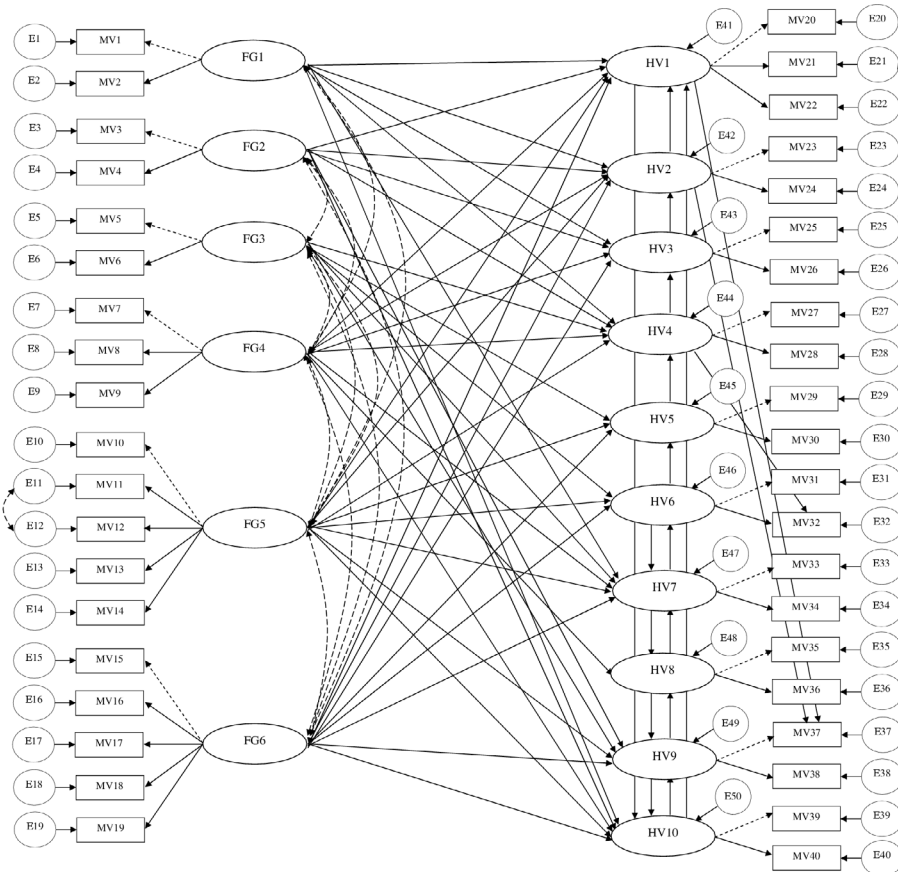 E1 MV1
E2 MV2
E3 MV3
E4 MV4
E5 MV5
E6 MV6
E7 MV7
E8 MV8
E9 MV9
E10 MV10
E11 MV11
E12 MV12
E13 MV13
E14 MV14
E15 MV15
E16 MV16
E17 MV17
E18 MV18
E19 MV19
FG1
FG2
FG3
FG4
FG5
FG6
HV1 E41
HV2 E42
HV3 E43
HV4 E44
HV5 E45
HV6 E46
HV7 E47
HV8 E48
HV9 E49
HV10 E50
MV20 E20
MV21 E21
MV22 E22
MV23 E23
MV24 E24
MV25 E25
MV26 E26
MV27 E27
MV28 E28
MV29 E29
MV30 E30
MV31 E31
MV32 E32
MV33 E33
MV34 E34
MV35 E35
MV36 E36
MV37 E37
MV38 E38
MV39 E39
MV40 E40